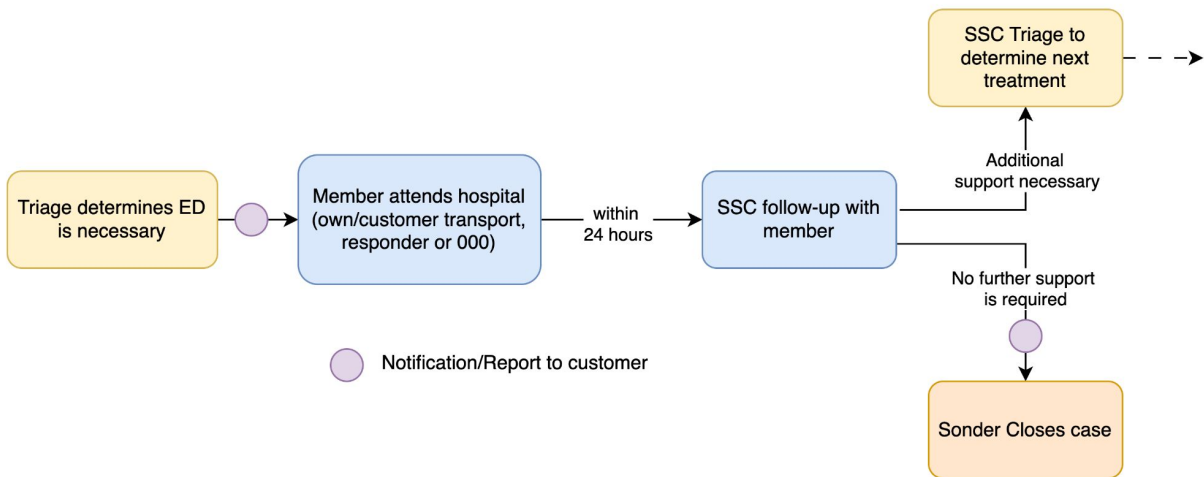 SSC Triage to
determine next
treatment
Additional
support necessary
Triage determines ED
is necessary
Member attends hospital
(own/customer transport,
responder or 000)
within
24 hours
SSC follow-up with
member
No further support
is required
Notification/Report to customer
Sonder Closes case